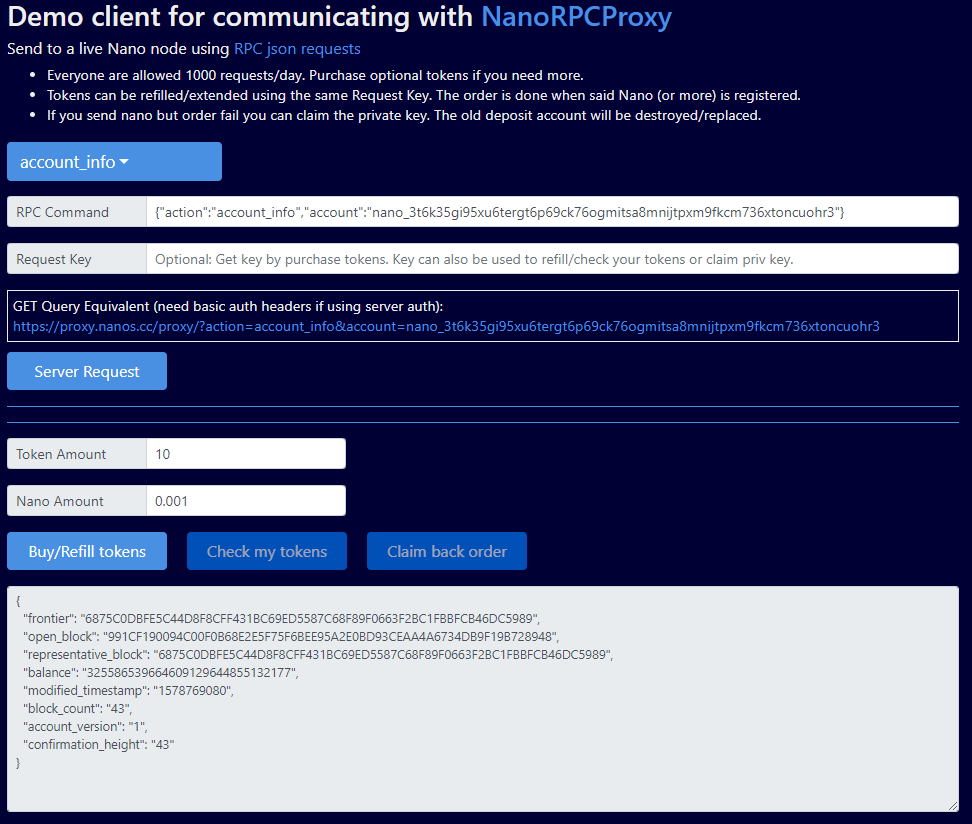 Demo client for communicating with NanoRPCProxy
Send to a live Nano node using RPC json requests
• Everyone are allowed 1000 requests/day. Purchase optional tokens if you need more.
• Tokens can be refilled/extended using the same Request Key. The order is done when said Nano (or more) is registered.
• If you send nano but order fail you can claim the private key. The old deposit account will be destroyed/replaced.
account_info
RPC Command {"action":"account_info","account":"nano_3t6k35gi95xu6tergt6p69ck76ogmitsa8mnijtpxm9fkcm736xtoncuohr3"}
Request Key Optional: Get key by purchase tokens. Key can also be used to refill/check your tokens or claim priv key.
GET Query Equivalent (need basic auth headers if using server auth):
https://proxy.nanos.cc/proxy/?action=account_info&account=nano_3t6k35gi95xu6tergt6p69ck76ogmitsa8mnijtpxm9fkcm736xtoncuohr3
Server Request
Token Amount 10
Nano Amount 0.001
Buy/Refill tokens Check my tokens Claim back order
{
"frontier": "6875C0DBFE5C44D8F8CFF431BC69ED5587C68F89F0663F2BC1FBBFCB46DC5989",
"open_block": "991CF190094C00F0B68E2E5F75F6BEE95A2E0BD93CEAA4A6734DB9F19B728948",
"representative_block": "6875C0DBFE5C44D8F8CFF431BC69ED5587C68F89F0663F2BC1FBBFCB46DC5989",
"balance": "325586539664609129644855132177",
"modified_timestamp": "1578769080",
"block_count": "43",
"account_version": "1",
"confirmation_height": "43"
}